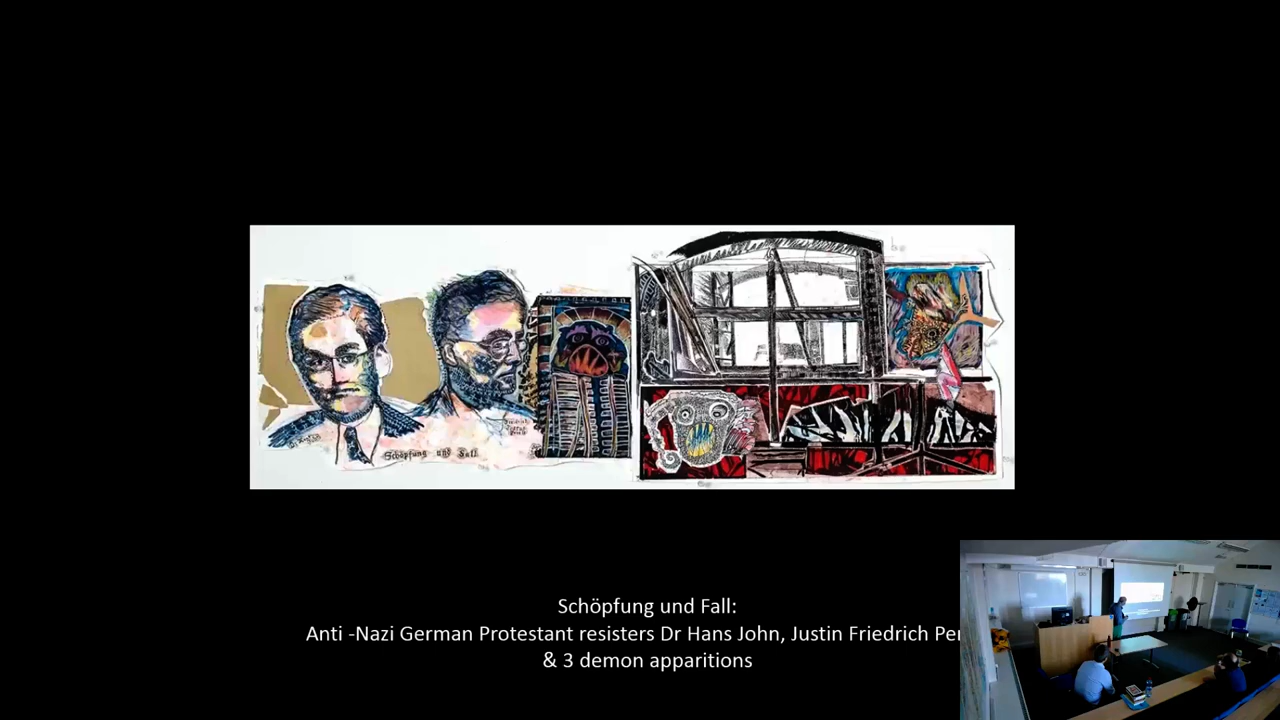 Schöpfung und Fall
Schöpfung und Fall:
Anti -Nazi German Protestant resisters Dr Hans John, Justin Friedrich Per
& 3 demon apparitions